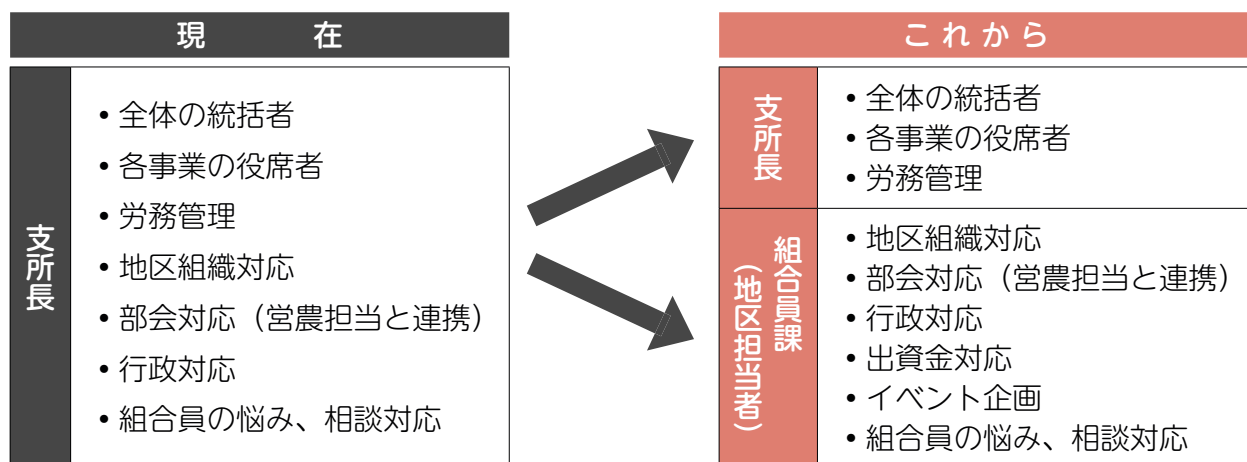 現在
支所長
• 全体の統括者
• 各事業の役席者
• 労務管理
• 地区組織対応
• 部会対応（営農担当と連携）
• 行政対応
• 組合員の悩み、相談対応
これから
支所長
• 全体の統括者
• 各事業の役席者
• 労務管理
組合員課
（地区担当者）
• 地区組織対応
• 部会対応（営農担当と連携）
• 行政対応
• 出資金対応
• イベント企画
• 組合員の悩み、相談対応